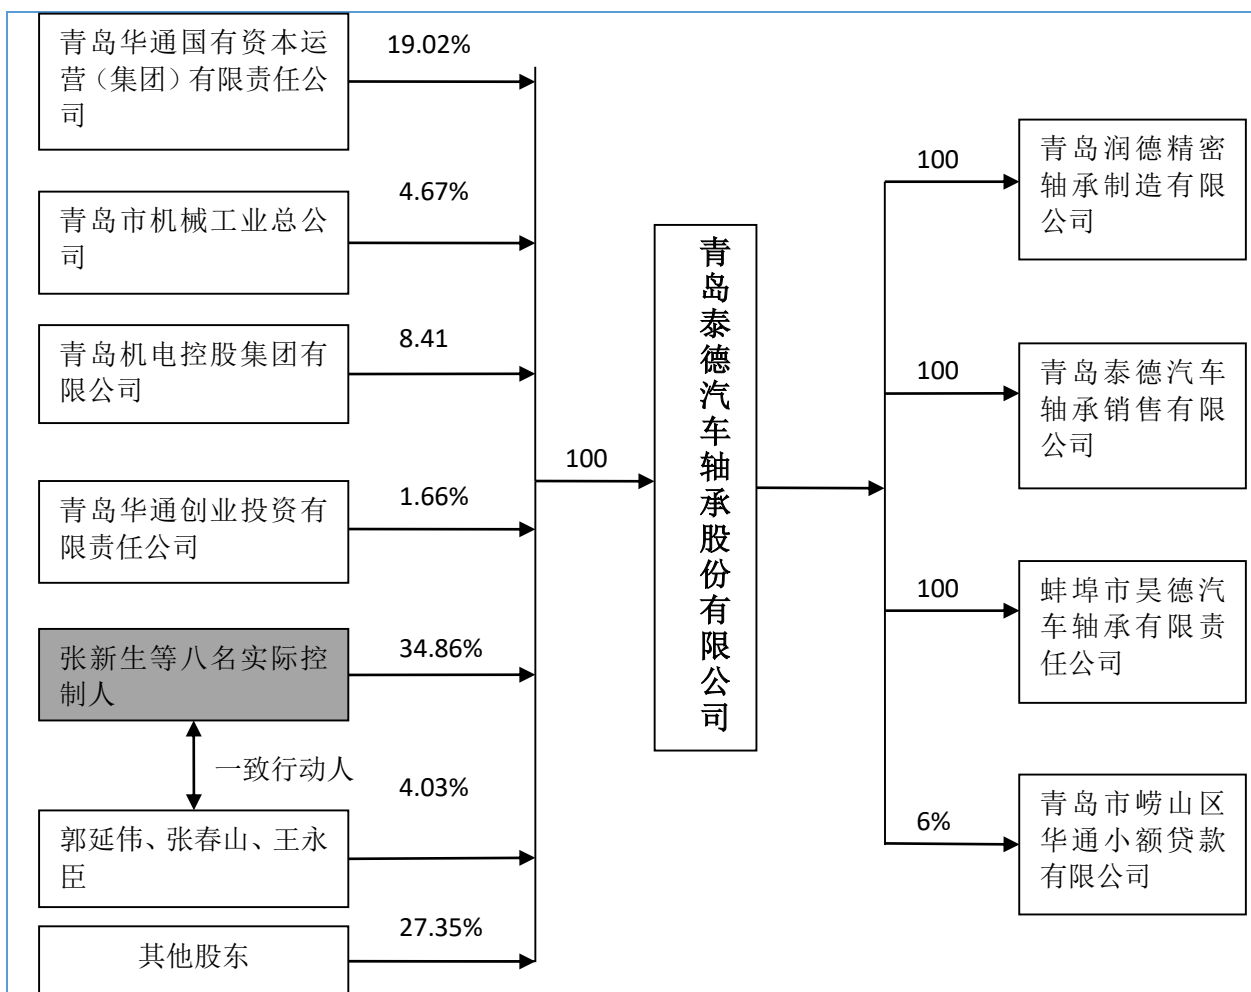 青岛华通国有资本运
营（集团）有限责任公
司
19.02%
青岛市机械工业总公
司
4.67%
青岛机电控股集团有
限公司
8.41
青岛华通创业投资有
限责任公司
1.66%
张新生等八名实际控
制人
34.86%
一致行动人
郭延伟、张春山、王永
臣
4.03%
其他股东
27.35%
100
青岛泰德汽车轴承股份有限公司
100
青岛润德精密
轴承制造有限
公司
100
青岛泰德汽车
轴承销售有限
公司
100
蚌埠市昊德汽
车轴承有限责
任公司
6%
青岛市崂山区
华通小额贷款
有限公司